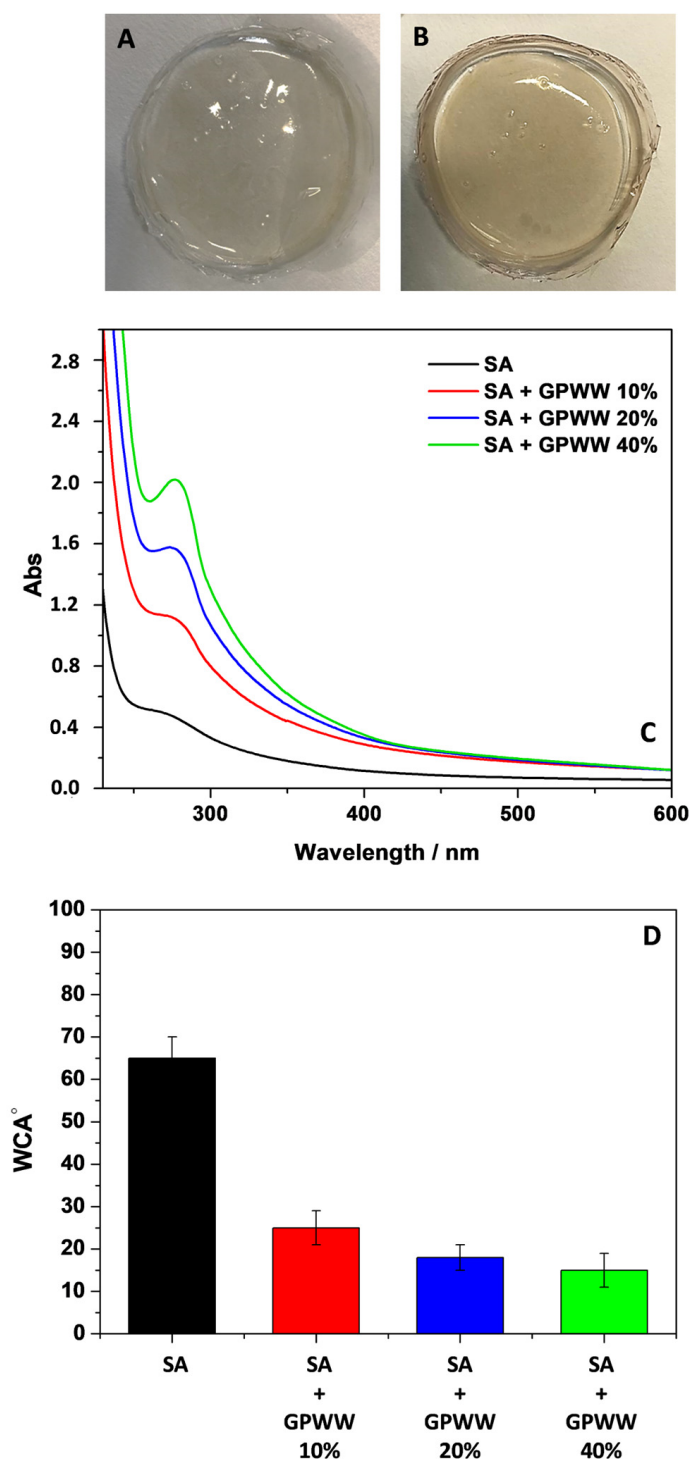 A
B
2.8
2.4
2.0
1.6
1.2
0.8
0.4
0.0
Abs
SA
SA + GPWW 10%
SA + GPWW 20%
SA + GPWW 40%
C
300
400
500
600
Wavelength / nm
100
90
80
70
60
50
40
30
20
10
0
WCA°
D
SA
SA
+
GPWW
10%
SA
+
GPWW
20%
SA
+
GPWW
40%